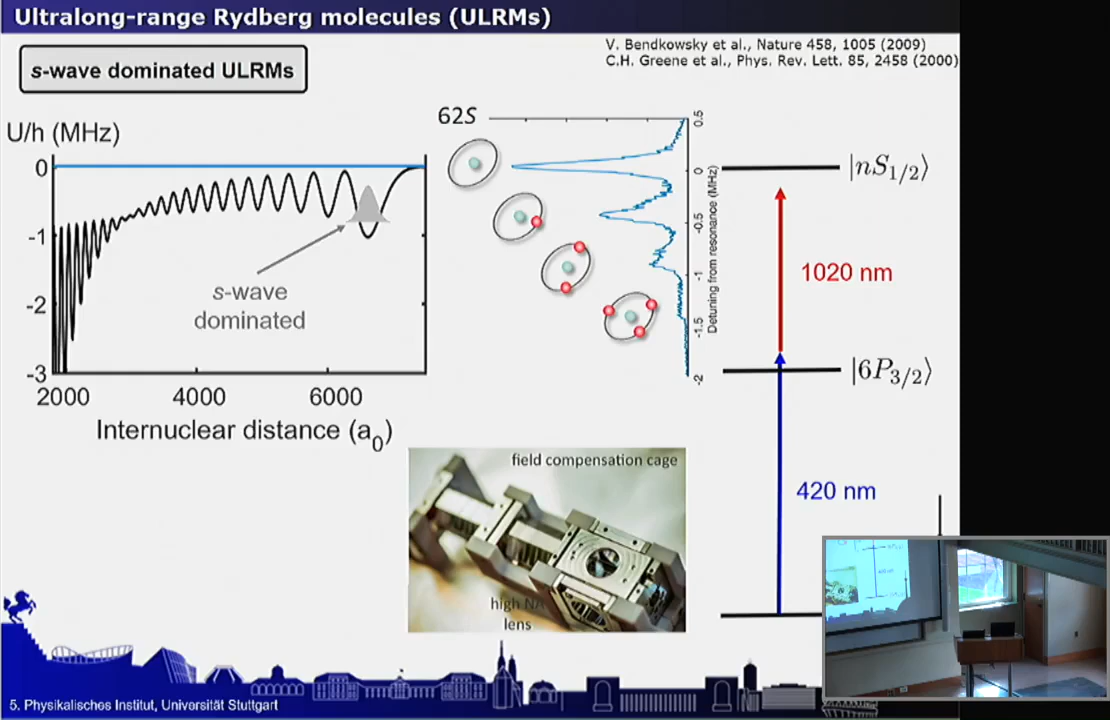 Ultralong-range Rydberg molecules (ULRMs)
V. Bendkowsky et al., Nature 458, 1005 (2009)
C.H. Greene et al., Phys. Rev. Lett. 85, 2458 (2000)
s-wave dominated ULRMs
U/h (MHz)
0
-1
-2
-3
2000
4000
6000
Internuclear distance (a₀)
s-wave
dominated
62S
0.5
0
-0.5
-1
-1.5
-2
Detuning from resonance (MHz)
|nS₁/₂⟩
1020 nm
|6P₃/₂⟩
420 nm
field compensation cage
high NA
lens
5. Physikalisches Institut, Universität Stuttgart